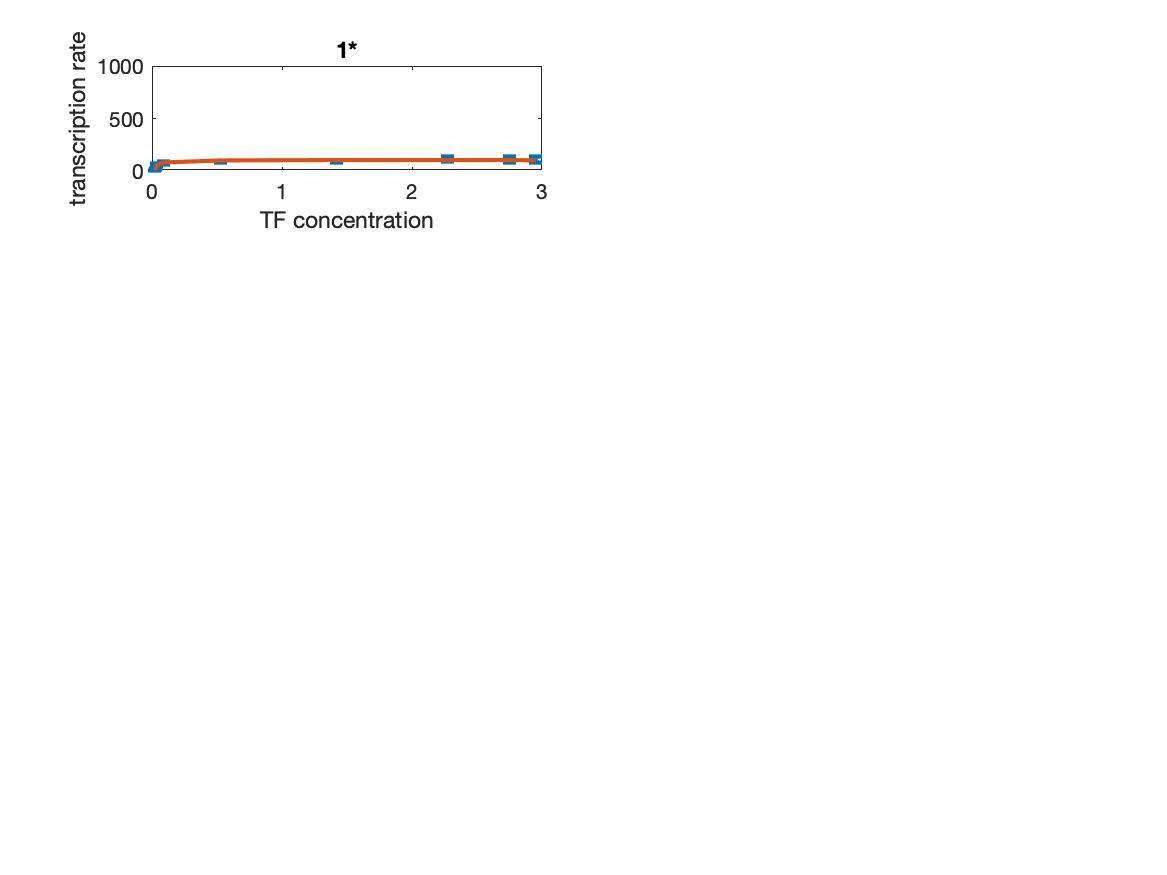 1*
transcription rate
1000
500
0
0 1 2 3
TF concentration